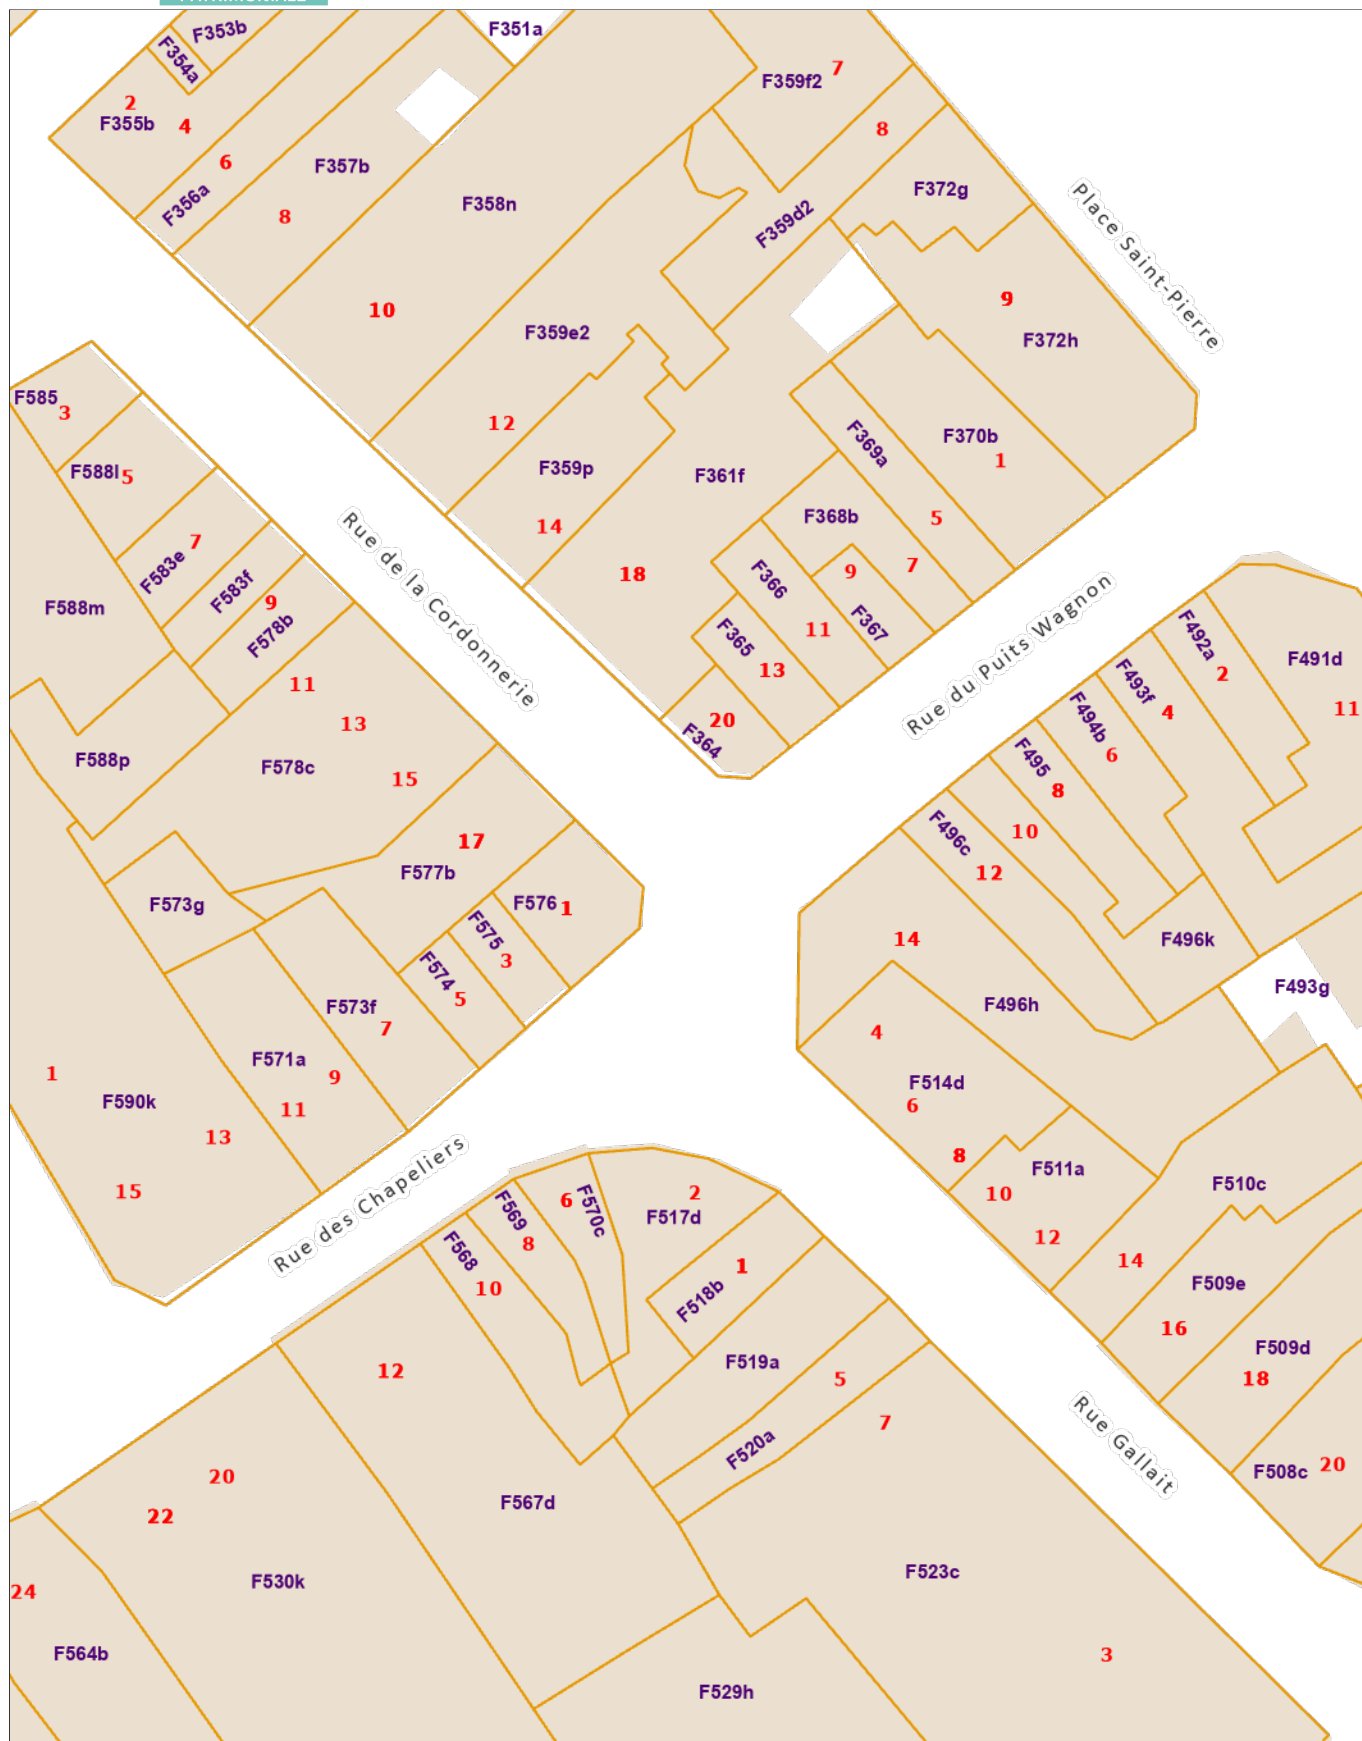 F351a
F353b
F354a
2
F355b
4
6
F356a
8
F357b
F358n
10
F359f2
7
8
F359d2
F372g
9
F372h
Place Saint-Pierre
F359e2
12
F359p
14
F361f
18
F369a
5
F370b
1
F368b
7
9
F367
F366
11
F365
13
20
F364
F585
3
F588l
5
7
F583e
F583f
9
F578b
F588m
11
13
15
F578c
F588p
Rue de la Cordonnerie
Rue du Puits Wagnon
F492a
2
F491d
11
F493f
4
F494b
6
F495
8
10
F496c
12
14
F496k
F496h
F493g
17
F577b
F573g
F576
1
F575
3
F574
5
F573f
7
F571a
9
11
1
F590k
13
15
4
F514d
6
8
F511a
10
12
F510c
14
F509e
16
F509d
18
F508c
20
Rue des Chapeliers
6
F570c
2
F517d
F569
8
F568
10
1
F518b
F519a
5
F520a
7
12
F567d
20
22
F530k
24
F564b
F529h
F523c
3
Rue Gallait